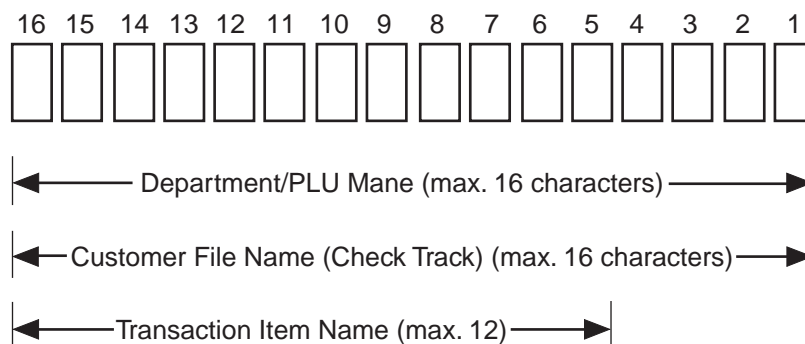 16 15 14 13 12 11 10 9 8 7 6 5 4 3 2 1
Department/PLU Mane (max. 16 characters)
Customer File Name (Check Track) (max. 16 characters)
Transaction Item Name (max. 12)